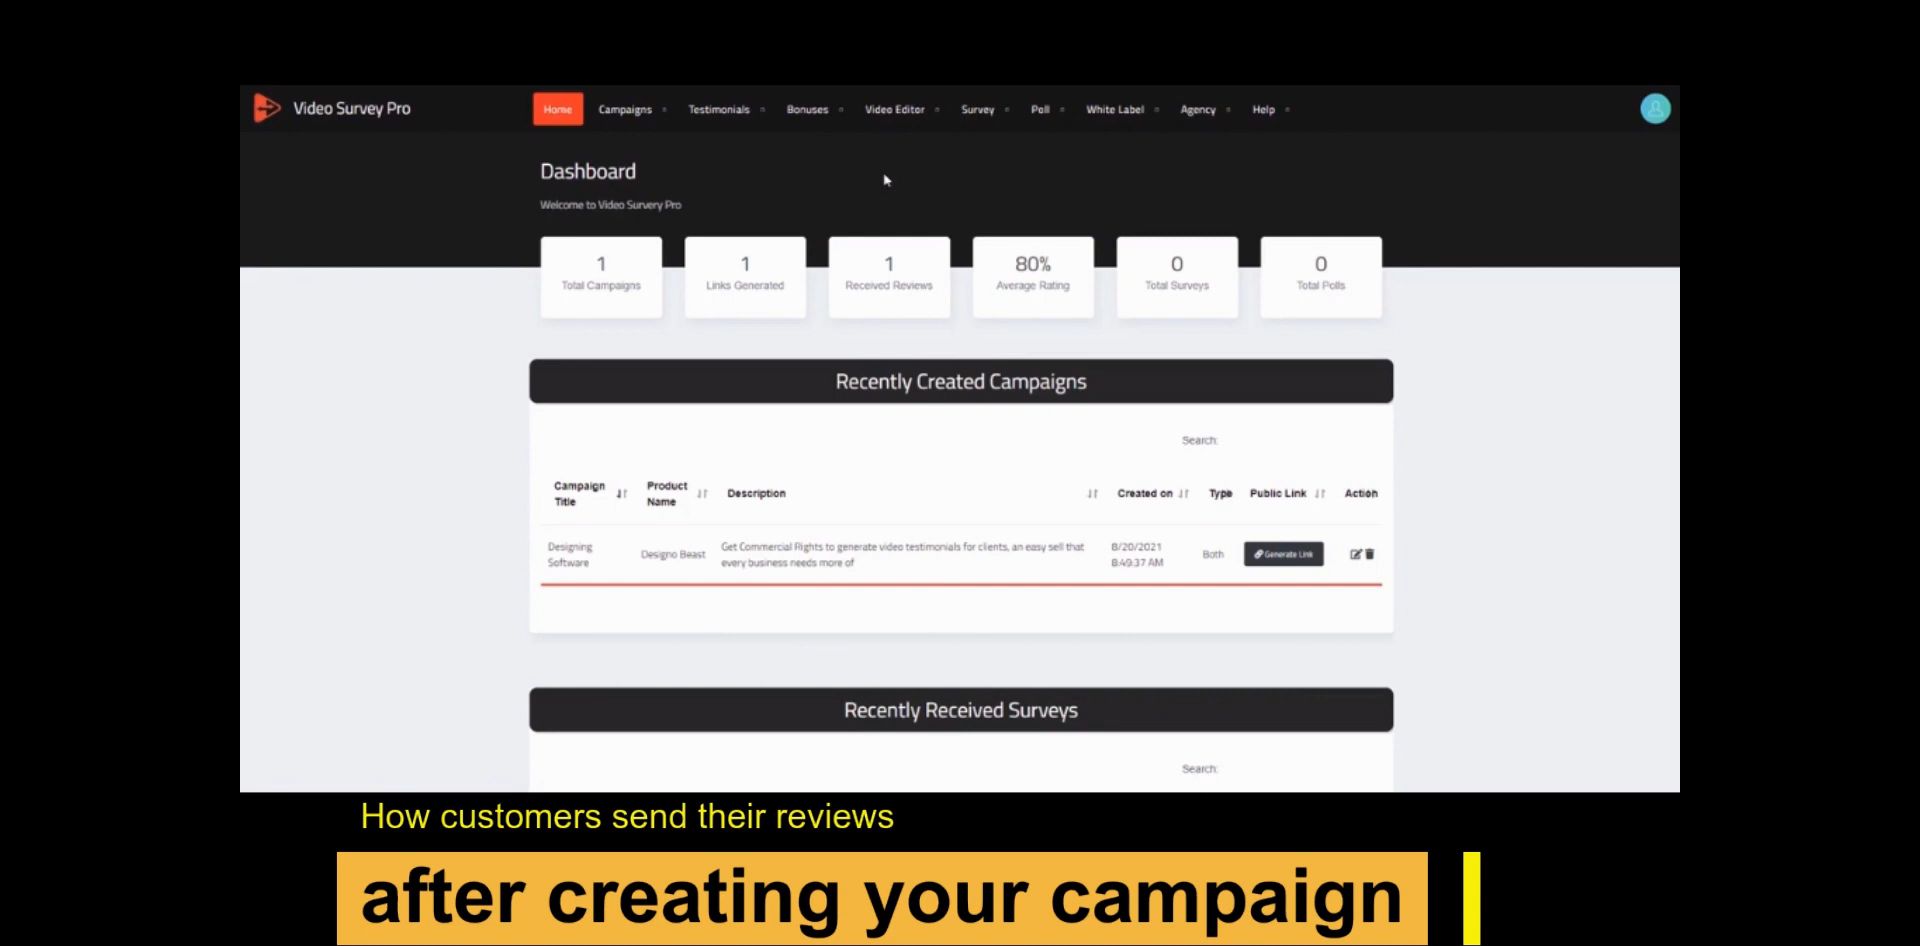 Video Survey Pro
Home Campaigns Testimonials Bonuses Video Editor Survey Poll White Label Agency Help
Dashboard
Welcome to Video Survery Pro
1 1 1 80% 0 0
Total Campaigns Links Generated Received Reviews Average Rating Total Surveys Total Polls
Recently Created Campaigns
Search:
Campaign Title Product Name Description Created on Type Public Link Action
Designing Software Designo Beast Get Commercial Rights to generate video testimonials for clients, an easy sell that every business needs more of 8/20/2021 8:49:37 AM Both Generate Link
Recently Received Surveys
Search:
How customers send their reviews
after creating your campaign